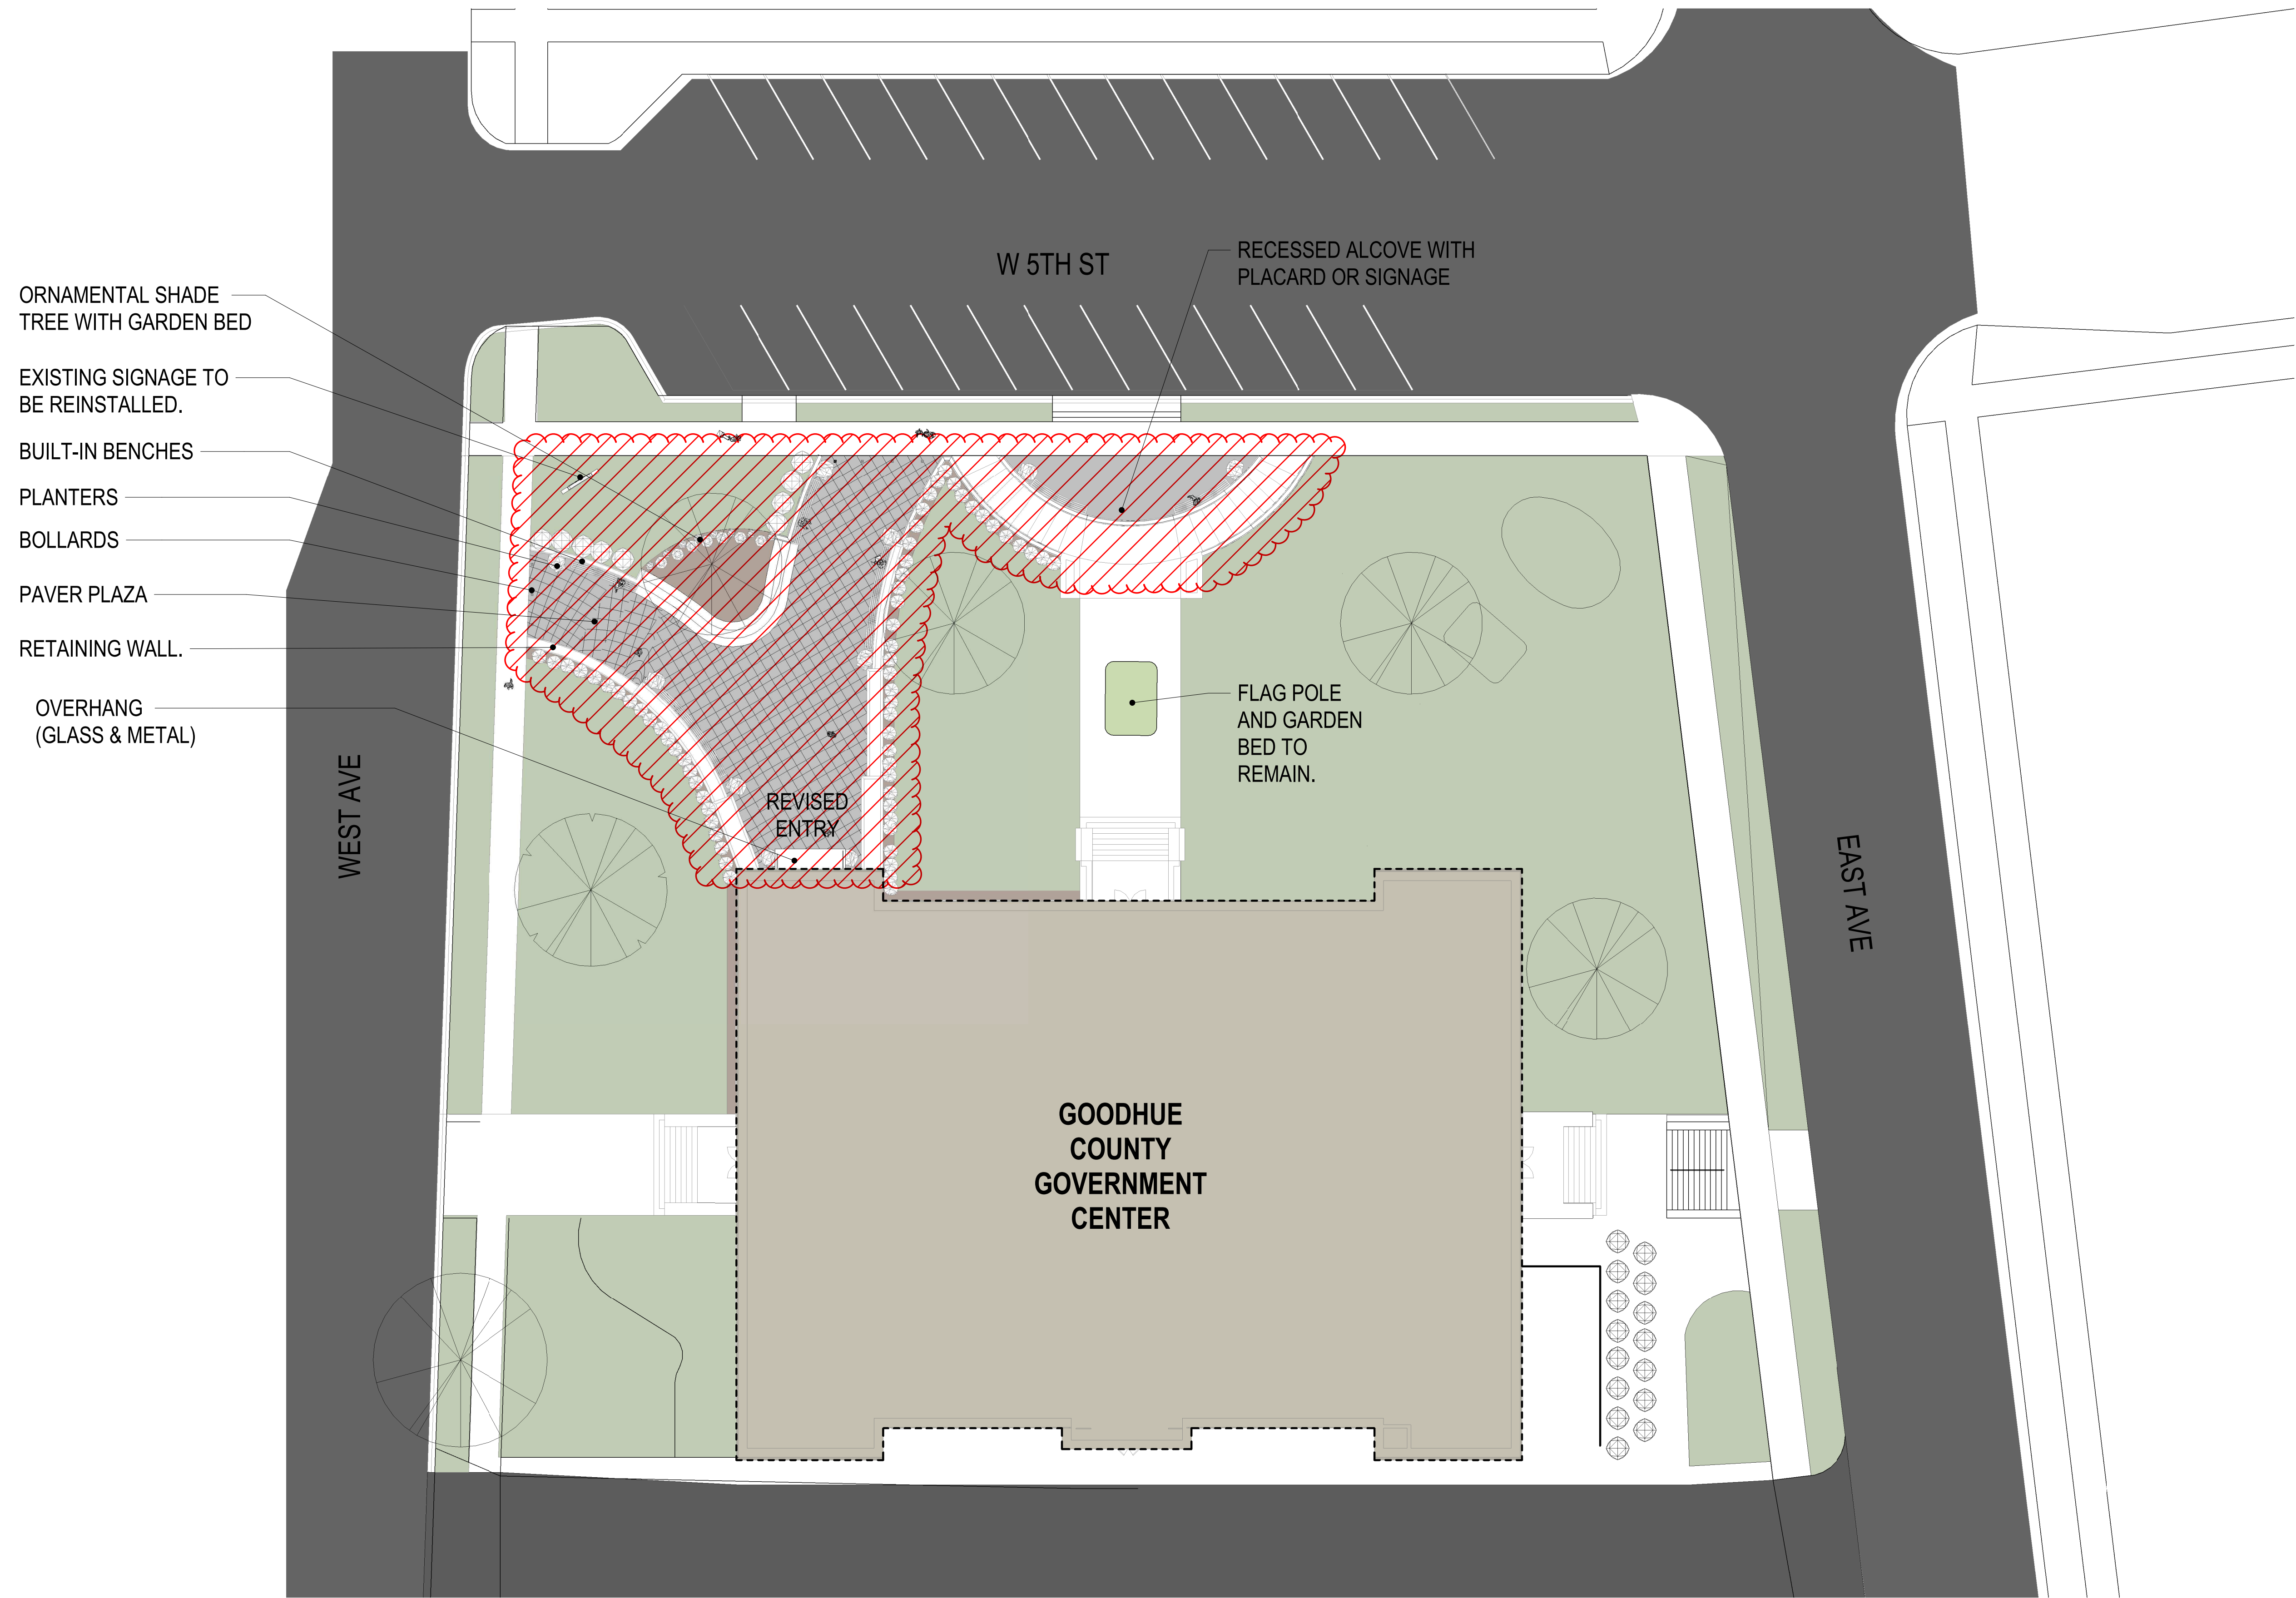 W 5TH ST
RECESSED ALCOVE WITH
PLACARD OR SIGNAGE
ORNAMENTAL SHADE
TREE WITH GARDEN BED
EXISTING SIGNAGE TO
BE REINSTALLED.
BUILT-IN BENCHES
PLANTERS
BOLLARDS
PAVER PLAZA
RETAINING WALL.
OVERHANG
(GLASS & METAL)
WEST AVE
REVISED
ENTRY
FLAG POLE
AND GARDEN
BED TO
REMAIN.
EAST AVE
GOODHUE
COUNTY
GOVERNMENT
CENTER